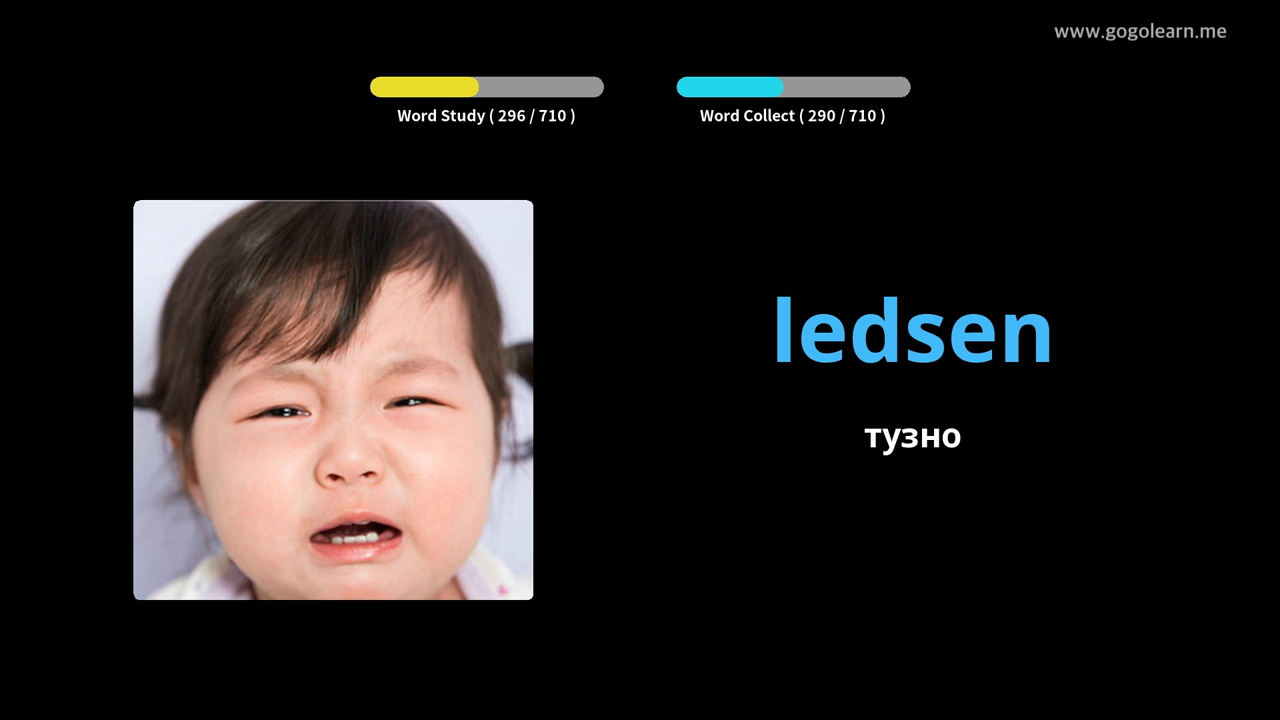 www.gogolearn.me
Word Study ( 296 / 710 )
Word Collect ( 290 / 710 )
ledsen
тузно